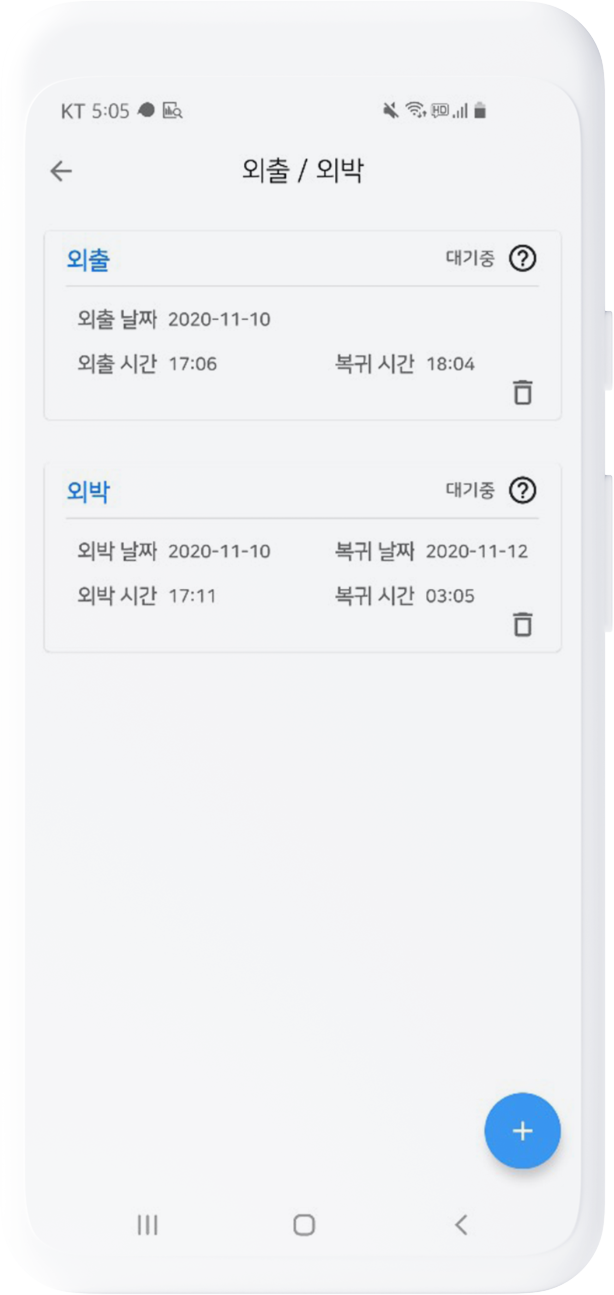 KT 5:05
외출 / 외박
외출 대기중 ?
외출 날짜 2020-11-10
외출 시간 17:06 복귀 시간 18:04
외박 대기중 ?
외박 날짜 2020-11-10 복귀 날짜 2020-11-12
외박 시간 17:11 복귀 시간 03:05
+